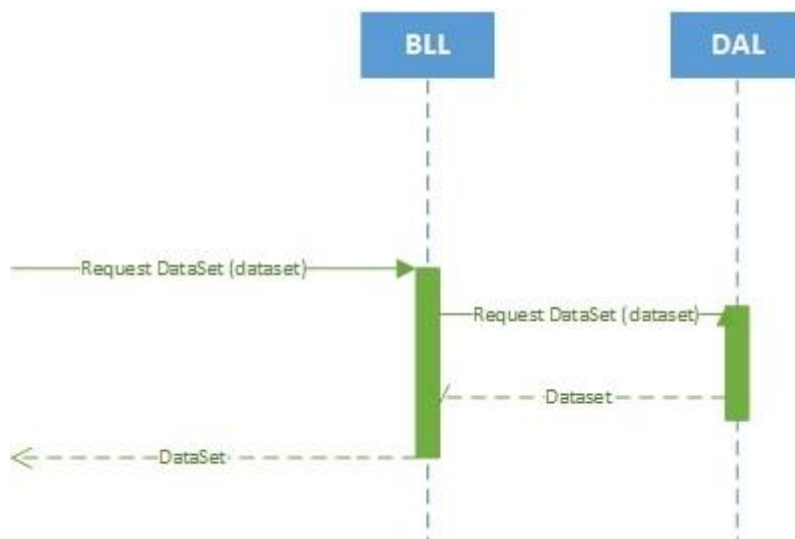 BLL
DAL
Request DataSet (dataset)
Request DataSet (dataset)
Dataset
DataSet